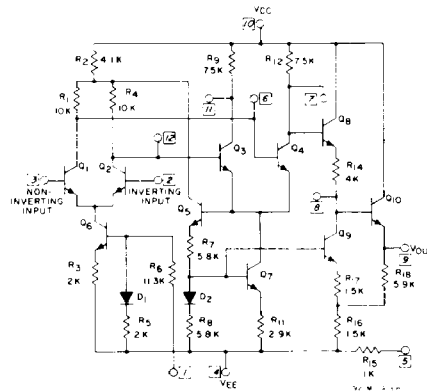 VCC
10
R2 4.1K
R9
7.5K
R12
7.5K
R1
10K
R4
10K
11
6
7
12
Q8
Q1
Q2
Q3
Q4
R14
4K
3
NON-
INVERTING
INPUT
2
INVERTING
INPUT
Q5
8
Q10
Q6
R7
5.8K
Q9
VOU
9
R3
2K
R6
11.3K
Q7
R17
1.5K
R18
5.9K
D1
D2
R5
2K
R8
5.8K
R11
2.9K
R16
1.5K
1
4
VEE
R15
1K
5